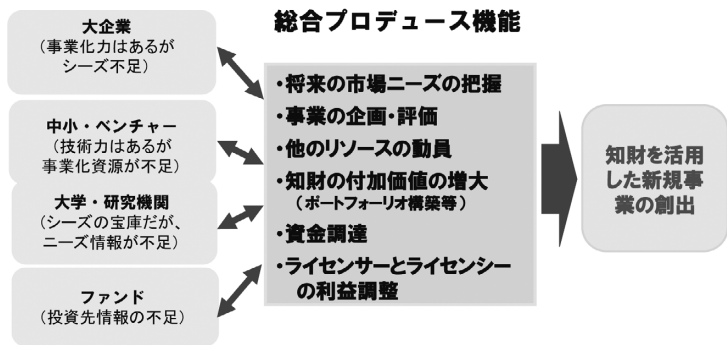 総合プロデュース機能
大企業
(事業化力はあるが
シーズ不足)
中小・ベンチャー
(技術力はあるが
事業化資源が不足)
大学・研究機関
(シーズの宝庫だが、
ニーズ情報が不足)
ファンド
(投資先情報の不足)
・将来の市場ニーズの把握
・事業の企画・評価
・他のリソースの動員
・知財の付加価値の増大
(ポートフォーリオ構築等)
・資金調達
・ライセンサーとライセンシー
の利益調整
知財を活用
した新規事
業の創出